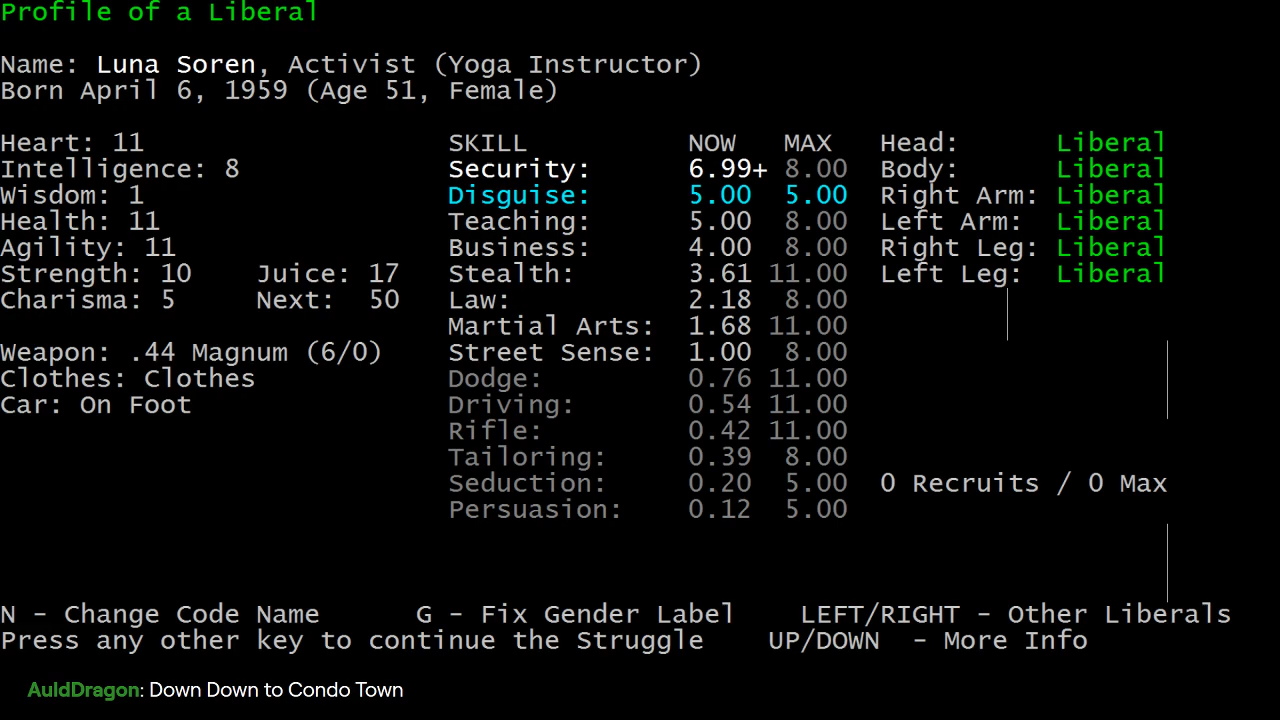 Profile of a Liberal
Name: Luna Soren, Activist (Yoga Instructor)
Born April 6, 1959 (Age 51, Female)
Heart: 11 SKILL NOW MAX Head: Liberal
Intelligence: 8 Security: 6.99+ 8.00 Body: Liberal
Wisdom: 1 Disguise: 5.00 5.00 Right Arm: Liberal
Health: 11 Teaching: 5.00 8.00 Left Arm: Liberal
Agility: 11 Business: 4.00 8.00 Right Leg: Liberal
Strength: 10 Juice: 17 Stealth: 3.61 11.00 Left Leg: Liberal
Charisma: 5 Next: 50 Law: 2.18 8.00
Martial Arts: 1.68 11.00
Weapon: .44 Magnum (6/0) Street Sense: 1.00 8.00
Clothes: Clothes Dodge: 0.76 11.00
Car: On Foot Driving: 0.54 11.00
Rifle: 0.42 11.00
Tailoring: 0.39 8.00
Seduction: 0.20 5.00 0 Recruits / 0 Max
Persuasion: 0.12 5.00
N - Change Code Name G - Fix Gender Label LEFT/RIGHT - Other Liberals
Press any other key to continue the Struggle UP/DOWN - More Info
AuldDragon: Down Down to Condo Town